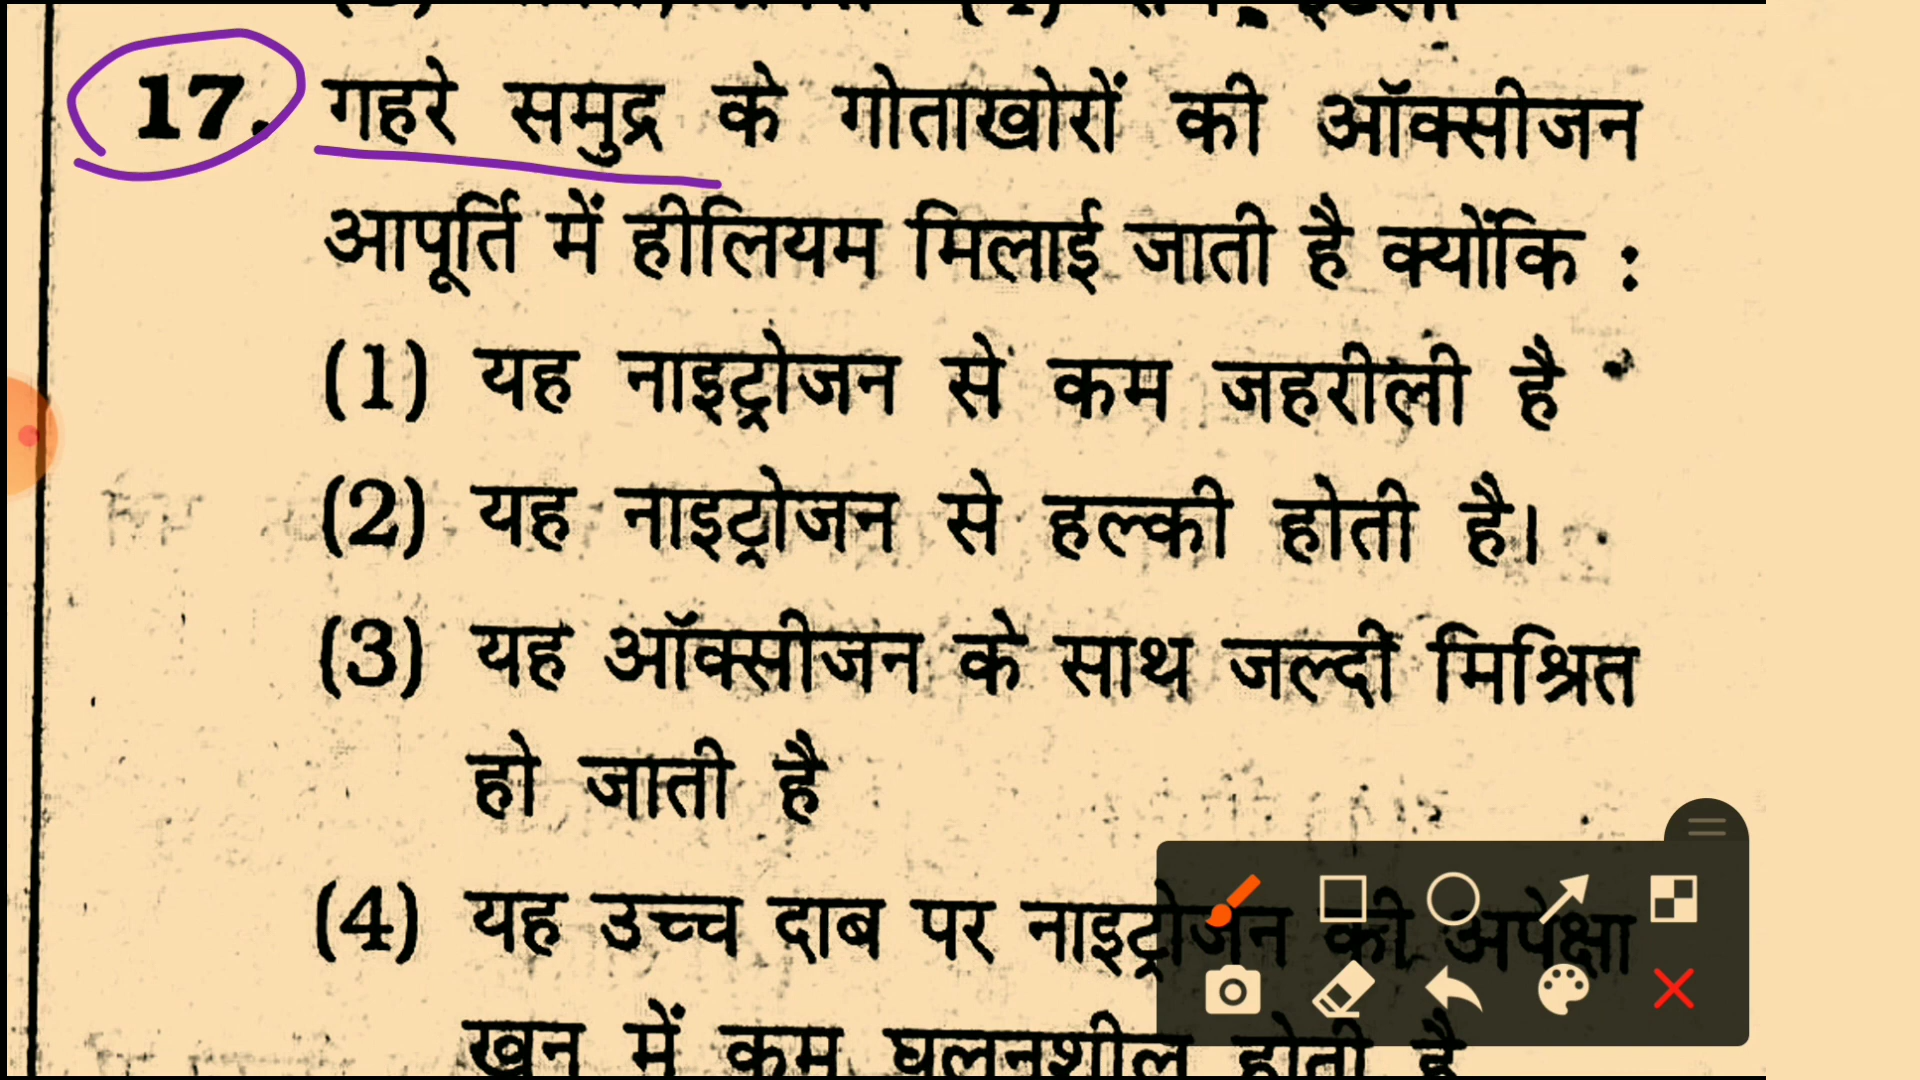 17. गहरे समुद्र के गोताखोरों की ऑक्सीजन
आपूर्ति में हीलियम मिलाई जाती है क्योंकि :
(1) यह नाइट्रोजन से कम जहरीली है
(2) यह नाइट्रोजन से हल्की होती है।
(3) यह ऑक्सीजन के साथ जल्दी मिश्रित
हो जाती है
(4) यह उच्च दाब पर नाइट्रोजन की अपेक्षा
खून में कम घुलनशील होती है